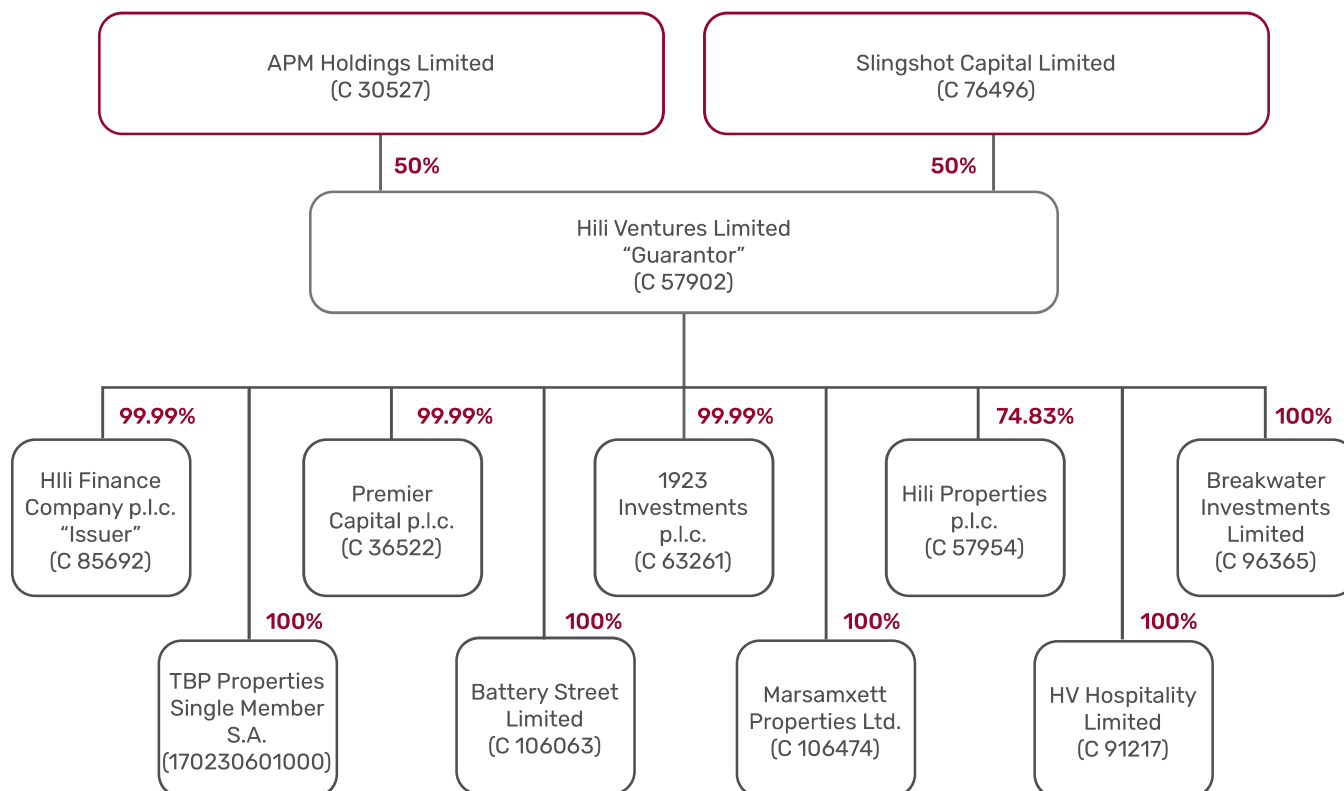 APM Holdings Limited
(C 30527)
Slingshot Capital Limited
(C 76496)
50%
50%
Hili Ventures Limited
“Guarantor”
(C 57902)
99.99%
99.99%
99.99%
74.83%
100%
HIli Finance
Company p.l.c.
“Issuer”
(C 85692)
Premier
Capital p.l.c.
(C 36522)
1923
Investments
p.l.c.
(C 63261)
Hili Properties
p.l.c.
(C 57954)
Breakwater
Investments
Limited
(C 96365)
100%
100%
100%
100%
TBP Properties
Single Member
S.A.
(170230601000)
Battery Street
Limited
(C 106063)
Marsamxett
Properties Ltd.
(C 106474)
HV Hospitality
Limited
(C 91217)